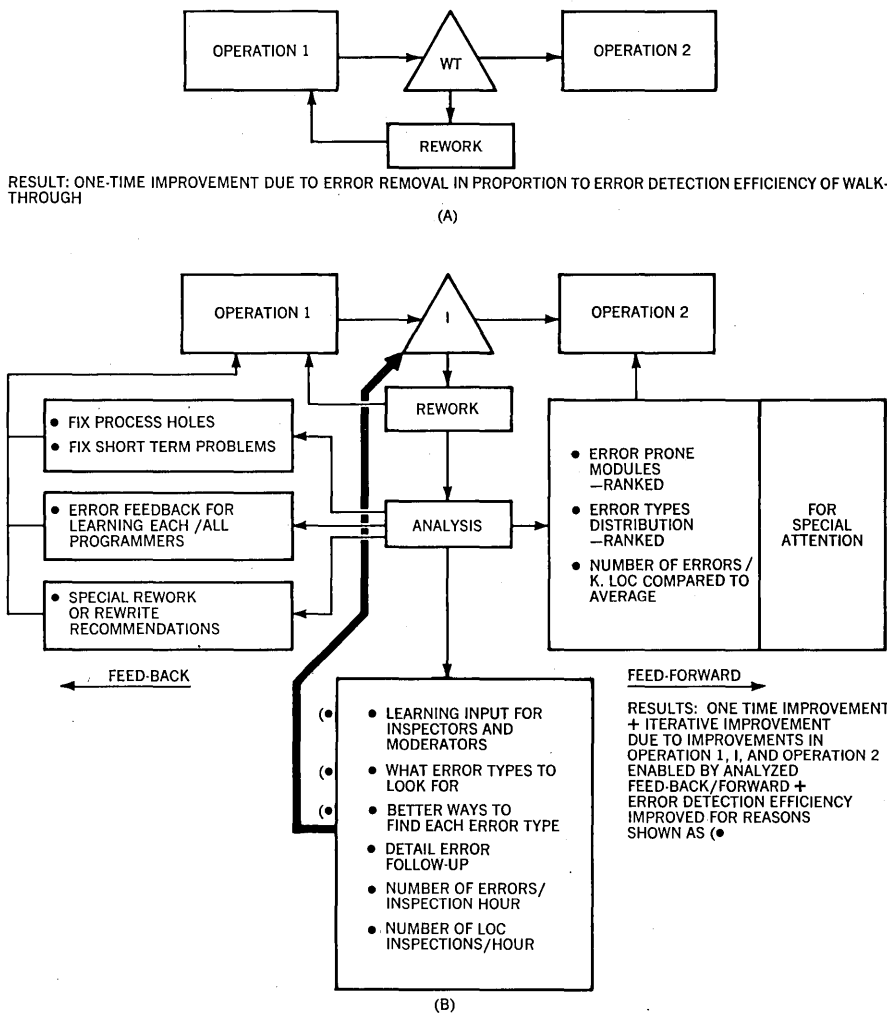 OPERATION 1
WT
OPERATION 2
REWORK
RESULT: ONE-TIME IMPROVEMENT DUE TO ERROR REMOVAL IN PROPORTION TO ERROR DETECTION EFFICIENCY OF WALK-
THROUGH
(A)
OPERATION 1
I
OPERATION 2
REWORK
• FIX PROCESS HOLES
• FIX SHORT TERM PROBLEMS
• ERROR FEEDBACK FOR
LEARNING EACH / ALL
PROGRAMMERS
• SPECIAL REWORK
OR REWRITE
RECOMMENDATIONS
ANALYSIS
• ERROR PRONE
MODULES
—RANKED
• ERROR TYPES
DISTRIBUTION
—RANKED
• NUMBER OF ERRORS /
K. LOC COMPARED TO
AVERAGE
FOR
SPECIAL
ATTENTION
FEED-BACK
(• • LEARNING INPUT FOR
INSPECTORS AND
MODERATORS
(• • WHAT ERROR TYPES TO
LOOK FOR
(• • BETTER WAYS TO
FIND EACH ERROR TYPE
• DETAIL ERROR
FOLLOW-UP
• NUMBER OF ERRORS/
INSPECTION HOUR
• NUMBER OF LOC
INSPECTIONS/HOUR
FEED-FORWARD
RESULTS: ONE TIME IMPROVEMENT
+ ITERATIVE IMPROVEMENT
DUE TO IMPROVEMENTS IN
OPERATION 1, I, AND OPERATION 2
ENABLED BY ANALYZED
FEED-BACK/FORWARD +
ERROR DETECTION EFFICIENCY
IMPROVED FOR REASONS
SHOWN AS (•
(B)